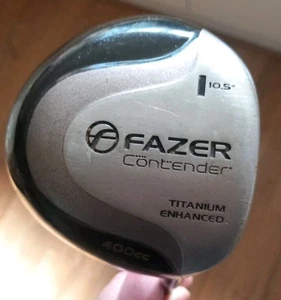 10.5°
FAZER
Contender
TITANIUM
ENHANCED
400cc